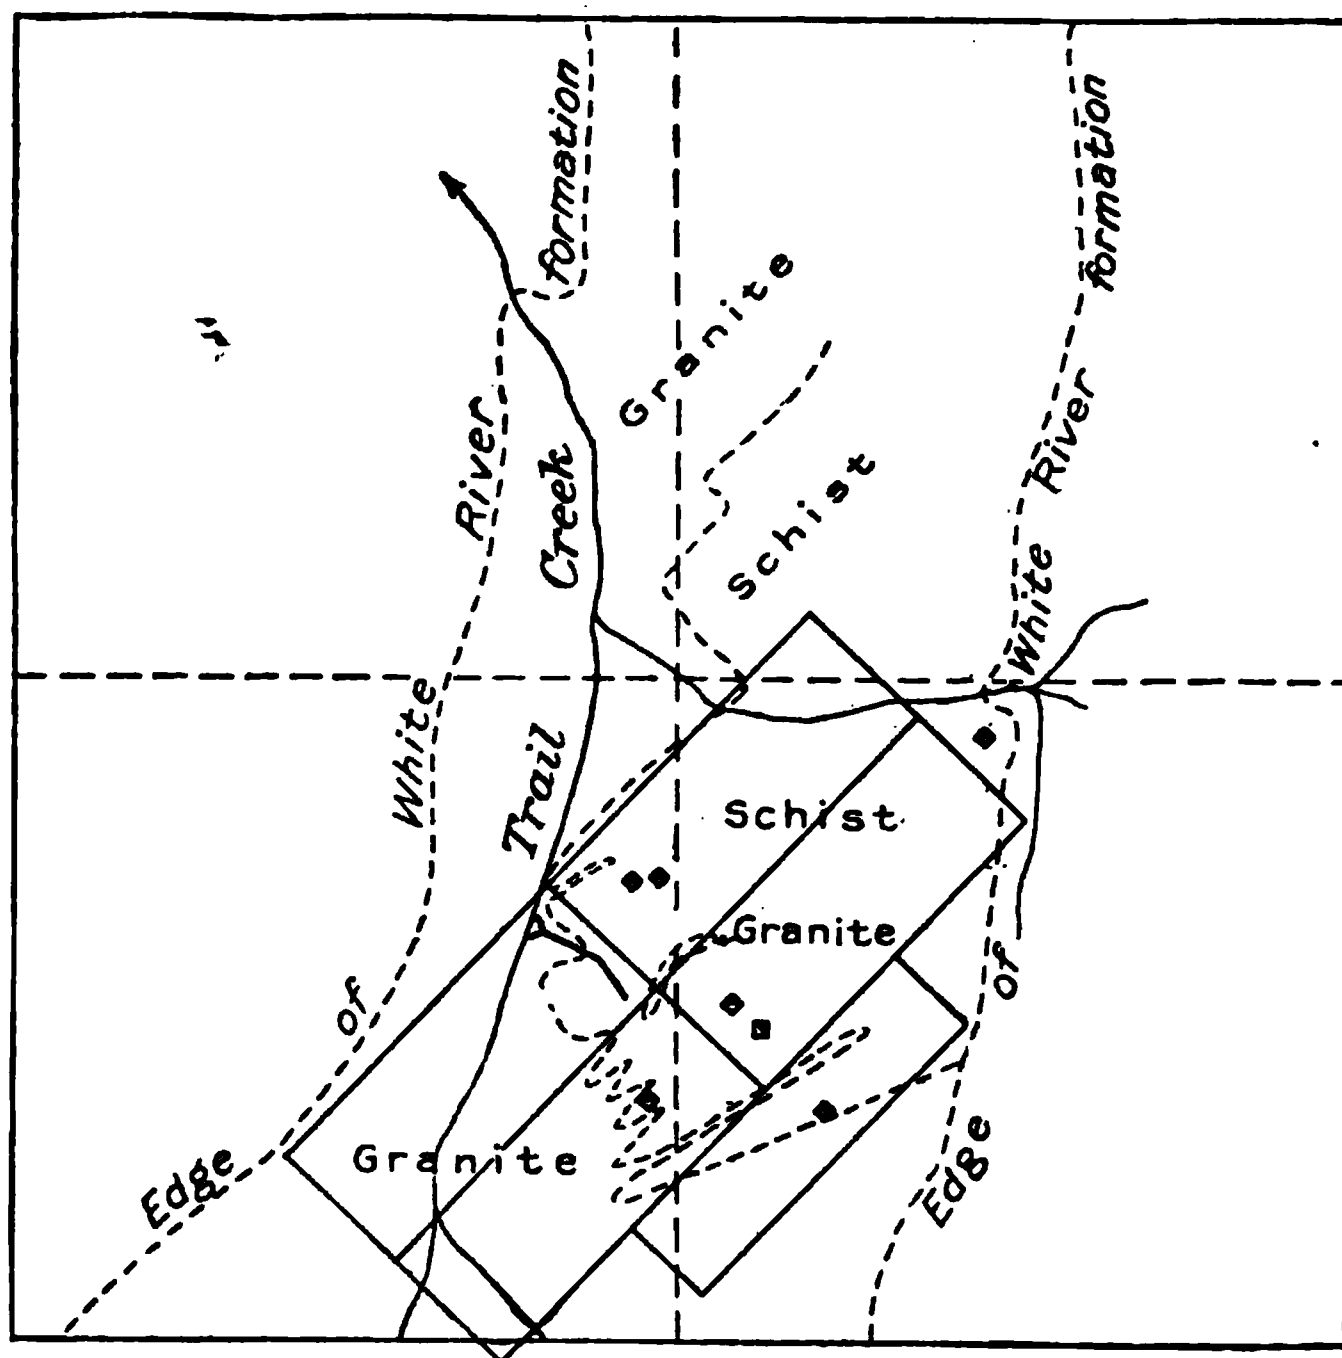 Edge of White River formation
Trail Creek
Granite
Schist
Edge of White River formation
Schist
Granite
Granite